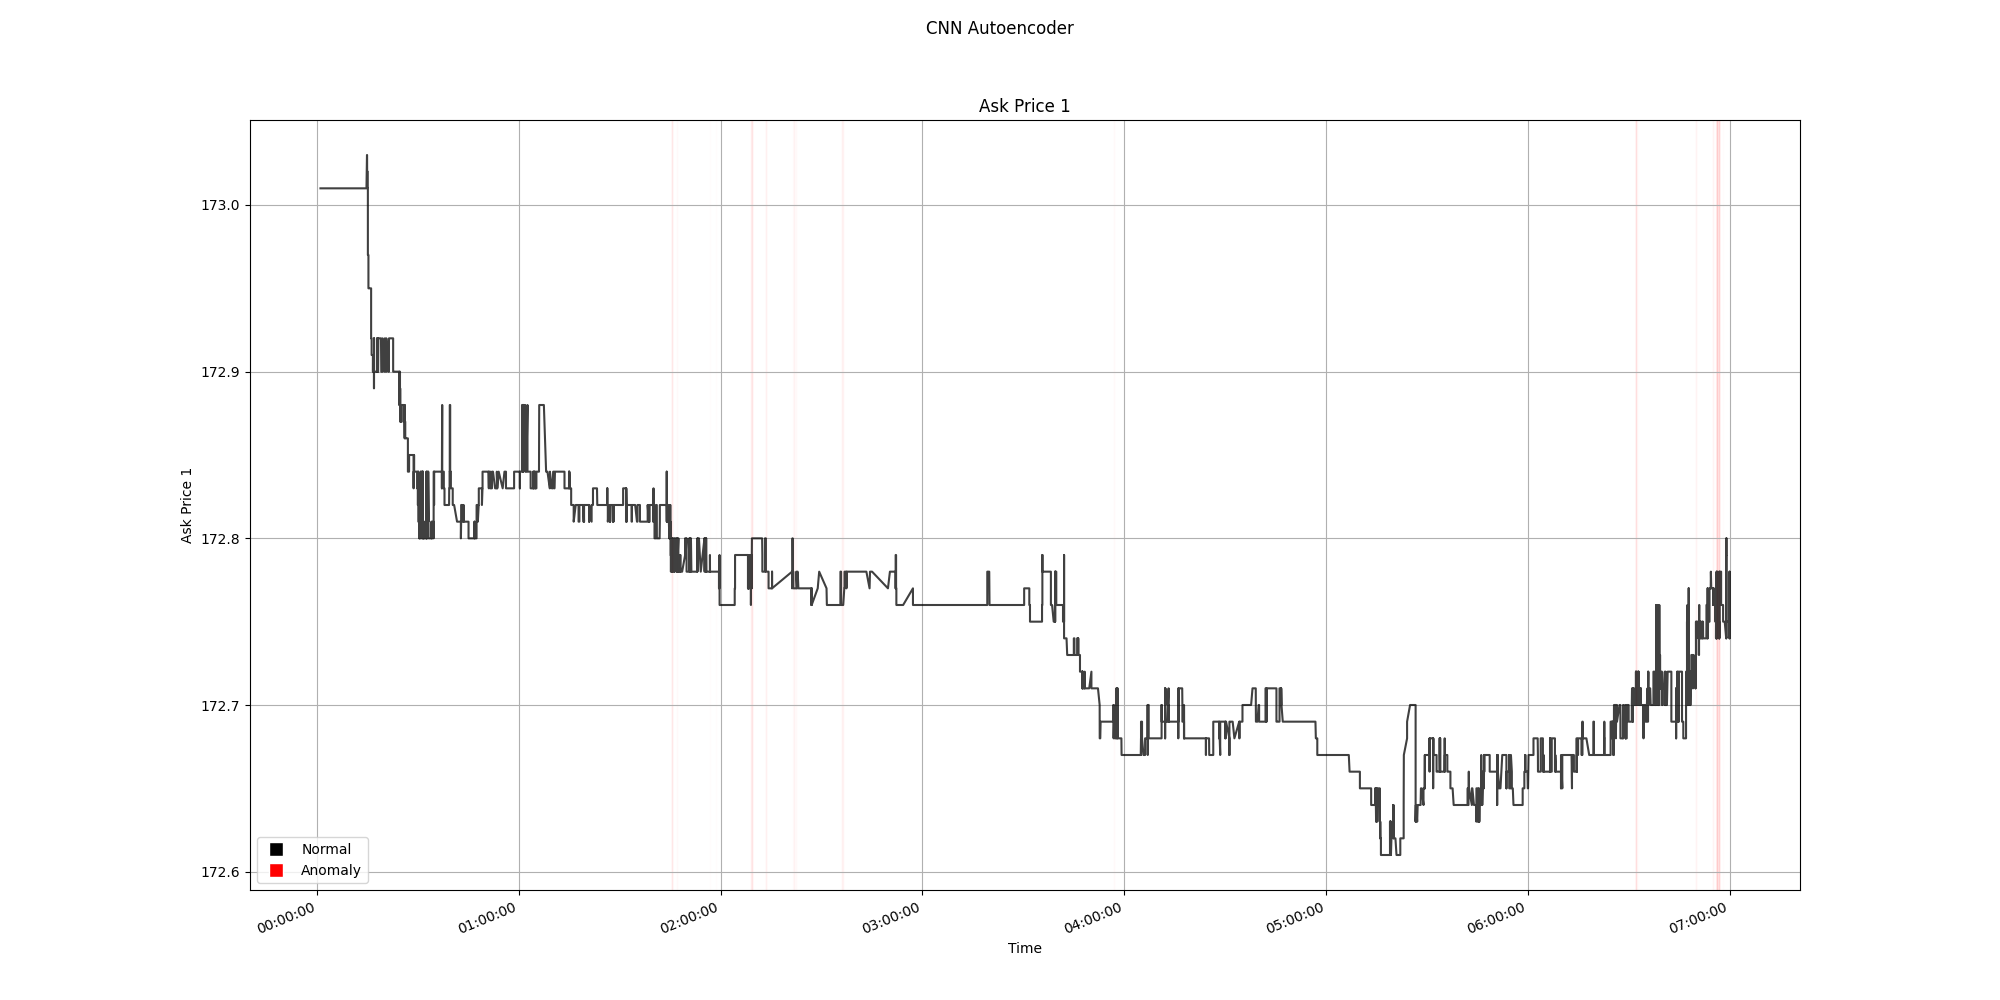 CNN Autoencoder
Ask Price 1
173.0
172.9
172.8
172.7
172.6
Ask Price 1
Normal
Anomaly
00:00:00
01:00:00
02:00:00
03:00:00
04:00:00
05:00:00
06:00:00
07:00:00
Time